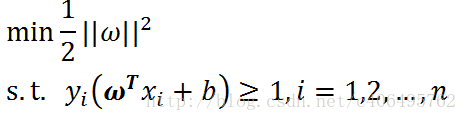 min 1/2 ||ω||²
s.t. yᵢ(ωᵀxᵢ + b) ≥ 1, i = 1,2, ..., n